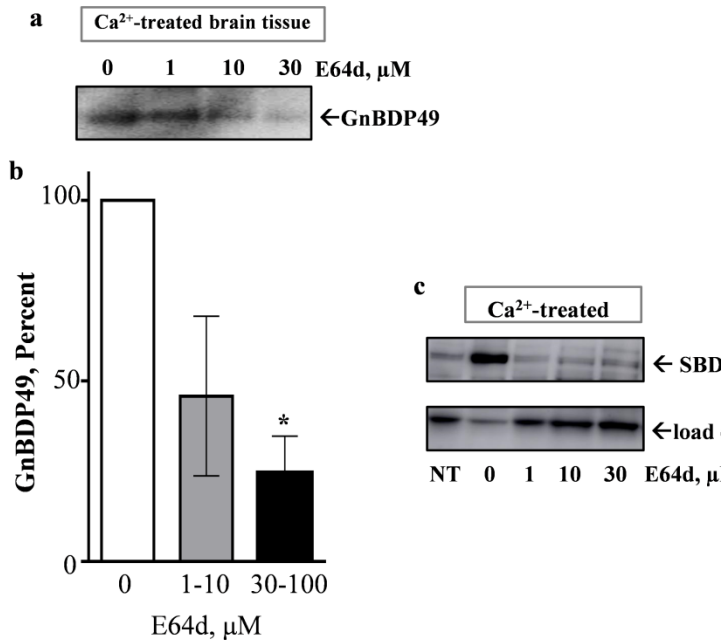 a
Ca²⁺-treated brain tissue
0 1 10 30 E64d, μM
←GnBDP49
b
GnBDP49, Percent
100
50
0
*
0 1-10 30-100
E64d, μM
c
Ca²⁺-treated
← SBD
←load
NT 0 1 10 30 E64d, μ